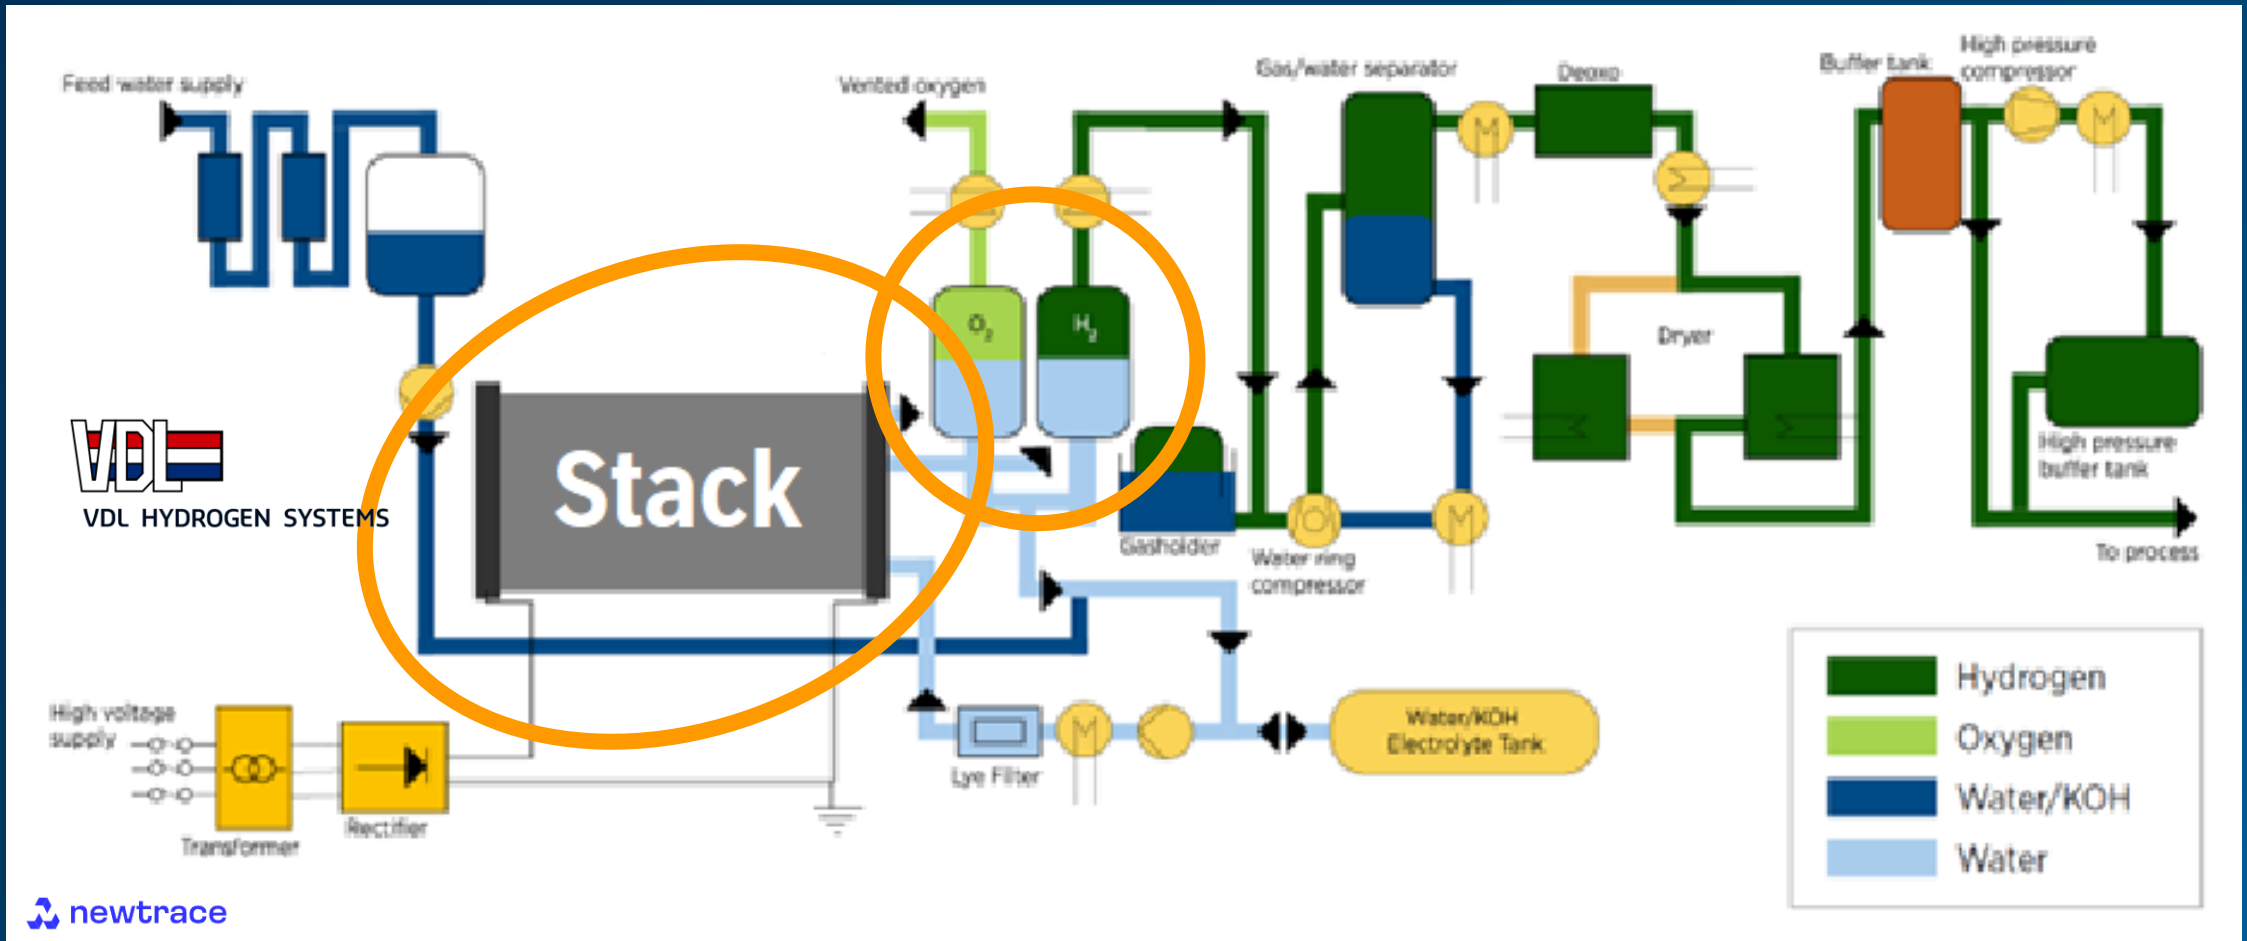 Feed water supply
Vented oxygen
Gas/water separator
Deoxo
Buffer tank
High pressure
compressor
O2
H2
M
M
Dryer
Stack
VDL
VDL HYDROGEN SYSTEMS
Gasholder
Water ring
compressor
M
High pressure
buffer tank
To process
High voltage
supply
Transformer
Rectifier
Lye Filter
M
Water/KOH
Electrolyte Tank
Hydrogen
Oxygen
Water/KOH
Water
newtrace